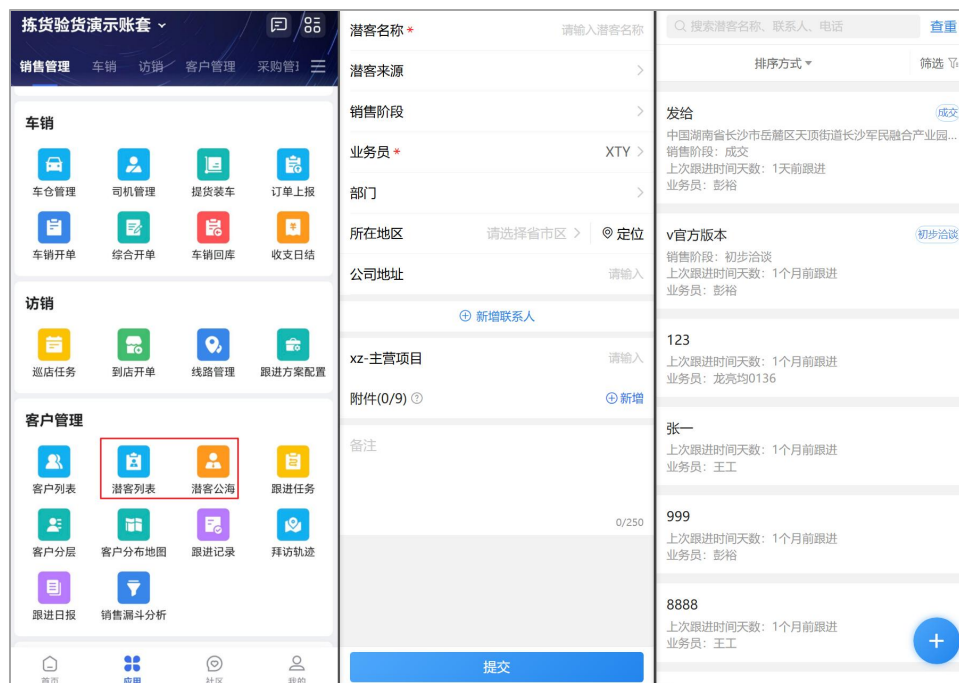 拣货验货演示账套
销售管理 车销 访销 客户管理 采购管
车销
车仓管理 司机管理 提货装车 订单上报
车销开单 综合开单 车销回库 收支日结
访销
巡店任务 到店开单 线路管理 跟进方案配置
客户管理
客户列表 潜客列表 潜客公海 跟进任务
客户分层 客户分布地图 跟进记录 拜访轨迹
跟进日报 销售漏斗分析
首页 应用 社区 我的
潜客名称 * 请输入潜客名称
潜客来源
销售阶段
业务员 * XTY
部门
所在地区 请选择省市区 定位
公司地址 请输入
新增联系人
xz-主营项目 请输入
附件(0/9) 新增
备注
0/250
提交
搜索潜客名称、联系人、电话 查重
排序方式 筛选
发给 成交
中国湖南省长沙市岳麓区天顶街道长沙军民融合产业园...
销售阶段：成交
上次跟进时间天数：1天前跟进
业务员：彭裕
v官方版本 初步洽谈
销售阶段：初步洽谈
上次跟进时间天数：1个月前跟进
业务员：彭裕
123
上次跟进时间天数：1个月前跟进
业务员：龙亮均0136
张一
上次跟进时间天数：1个月前跟进
业务员：王工
999
上次跟进时间天数：1个月前跟进
业务员：彭裕
8888
上次跟进时间天数：1个月前跟进
业务员：王工